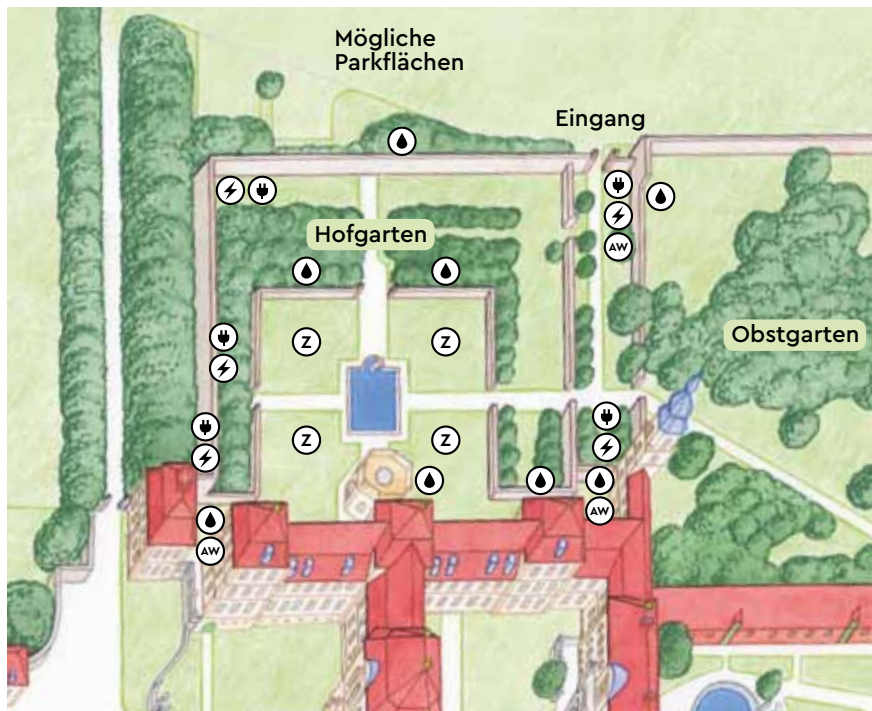 Mögliche
Parkflächen
Eingang
AW
Hofgarten
Z
Z
Obstgarten
Z
Z
AW
AW